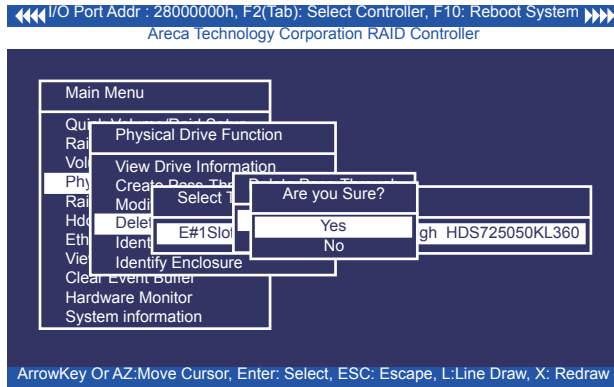 I/O Port Addr : 28000000h, F2(Tab): Select Controller, F10: Reboot System
Areca Technology Corporation RAID Controller
Main Menu
Physical Drive Function
View Drive Information
Select
Are you Sure?
E#1Slot
Yes
gh HDS725050KL360
No
Identify Enclosure
Clear Event Buffer
Hardware Monitor
System information
ArrowKey Or AZ:Move Cursor, Enter: Select, ESC: Escape, L:Line Draw, X: Redraw